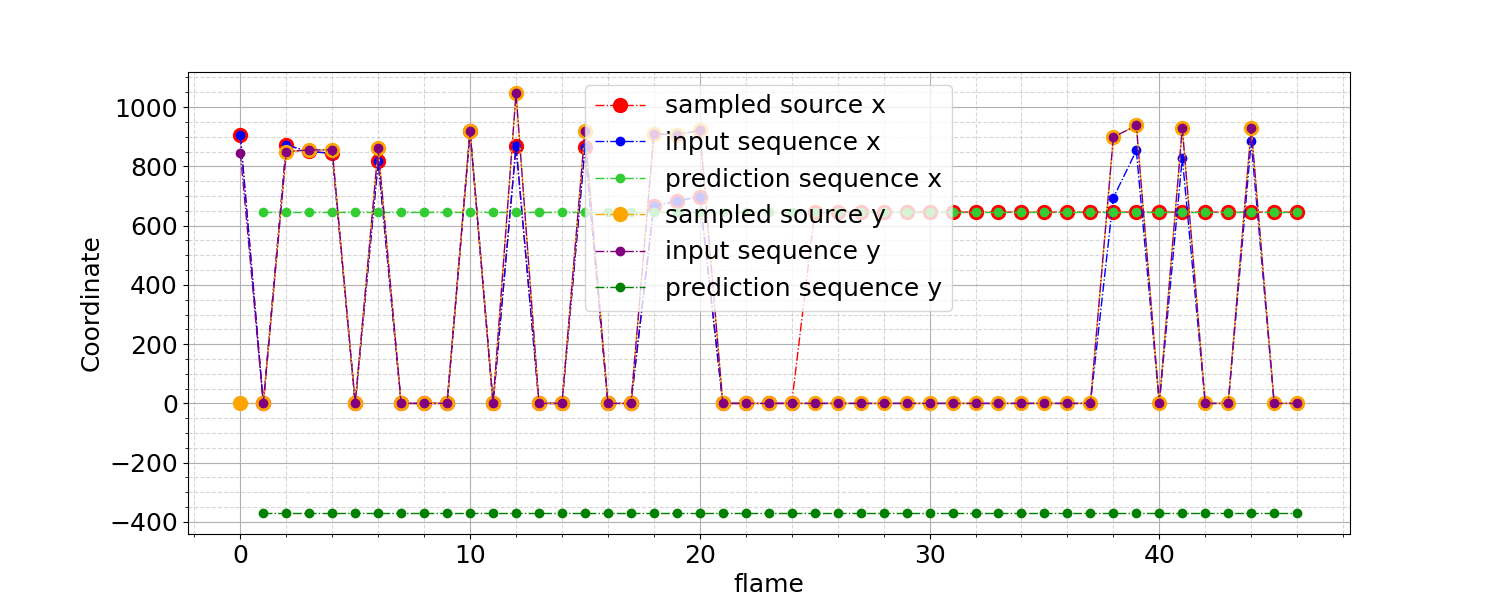 1000
800
600
400
200
0
−200
−400
Coordinate
sampled source x
input sequence x
prediction sequence x
sampled source y
input sequence y
prediction sequence y
0 10 20 30 40
flame